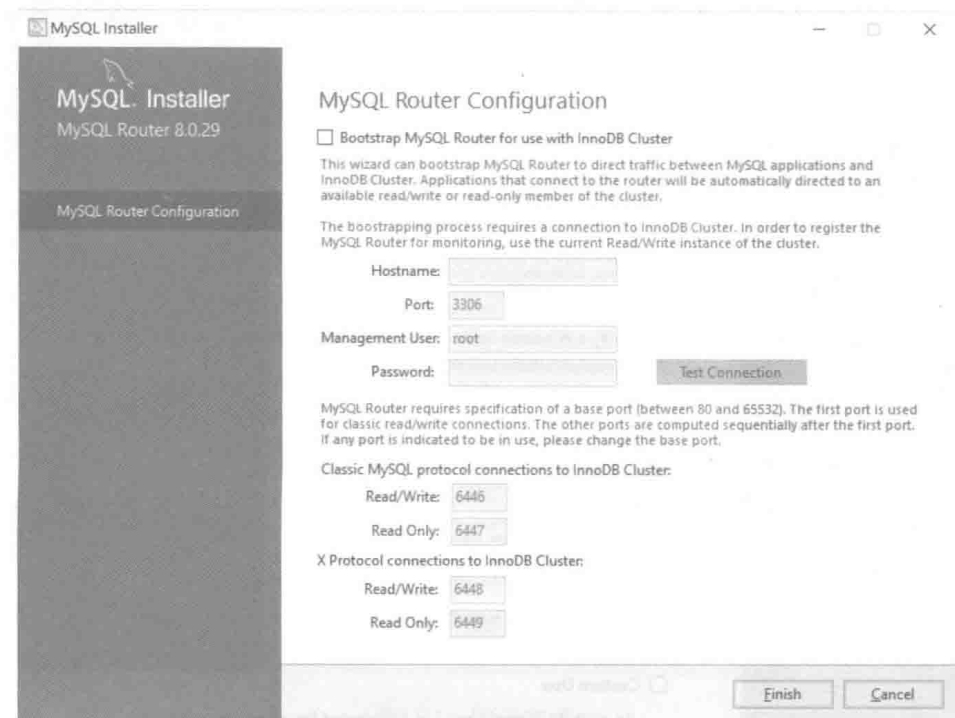 MySQL Installer
MySQL. Installer
MySQL Router 8.0.29
MySQL Router Configuration
MySQL Router Configuration
Bootstrap MySQL Router for use with InnoDB Cluster
This wizard can bootstrap MySQL Router to direct traffic between MySQL applications and
InnoDB Cluster. Applications that connect to the router will be automatically directed to an
available read/write or read-only member of the cluster.
The boostrapping process requires a connection to InnoDB Cluster. In order to register the
MySQL Router for monitoring, use the current Read/Write instance of the cluster.
Hostname:
Port: 3306
Management User: root
Password: Test Connection
MySQL Router requires specification of a base port (between 80 and 65532). The first port is used
for classic read/write connections. The other ports are computed sequentially after the first port.
If any port is indicated to be in use, please change the base port.
Classic MySQL protocol connections to InnoDB Cluster:
Read/Write: 6446
Read Only: 6447
X Protocol connections to InnoDB Cluster:
Read/Write: 6448
Read Only: 6449
Finish Cancel